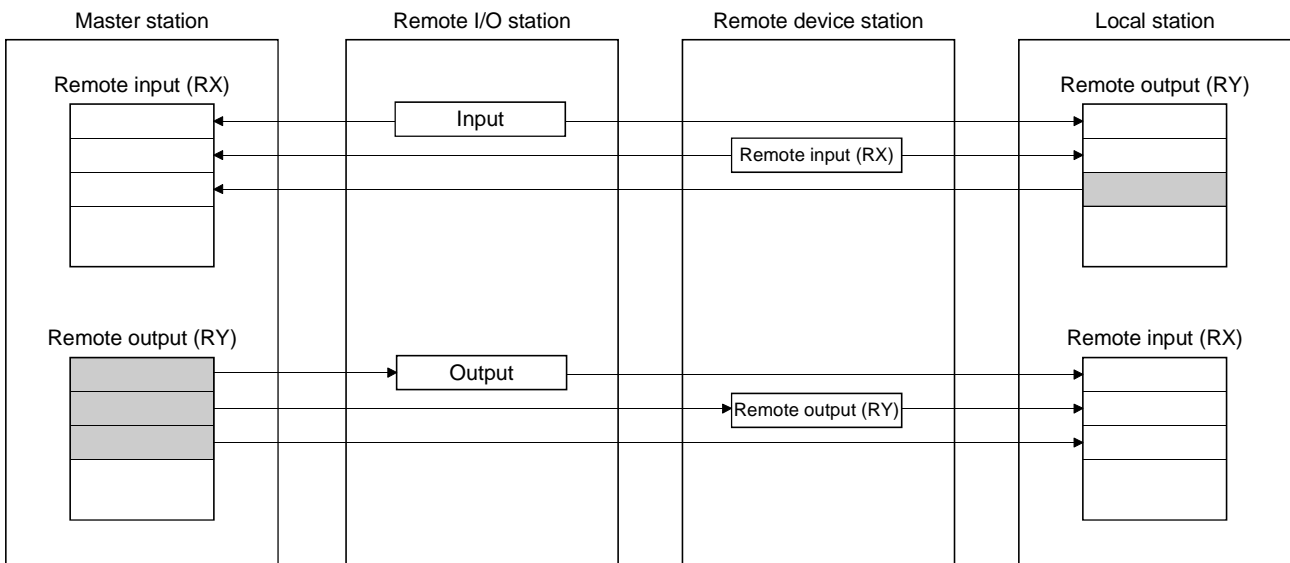 Master station
Remote I/O station
Remote device station
Local station
Remote input (RX)
Remote output (RY)
Input
Remote input (RX)
Remote output (RY)
Remote input (RX)
Output
Remote output (RY)